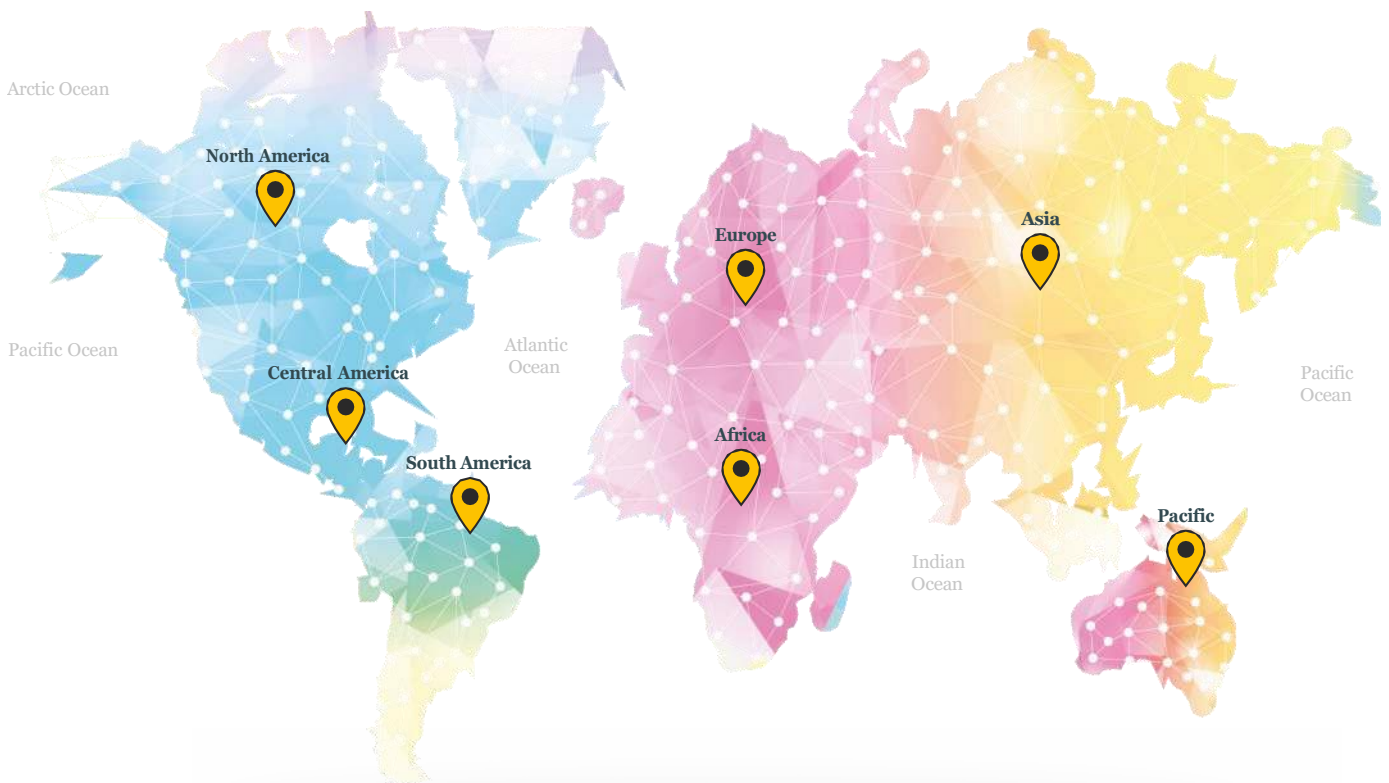 Arctic Ocean
North America
Asia
Europe
Pacific Ocean
Atlantic
Ocean
Central America
Pacific
Ocean
Africa
South America
Pacific
Indian
Ocean